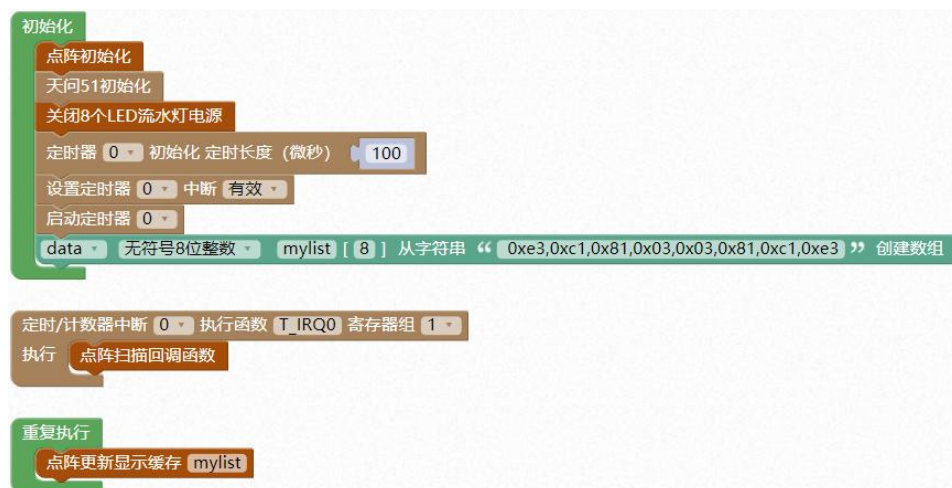 初始化
点阵初始化
天问51初始化
关闭8个LED流水灯电源
定时器 0 初始化 定时长度（微秒） 100
设置定时器 0 中断 有效
启动定时器 0
data 无符号8位整数 mylist [ 8 ] 从字符串 “ 0xe3,0xc1,0x81,0x03,0x03,0x81,0xc1,0xe3 ” 创建数组
定时/计数器中断 0 执行函数 T_IRQ0 寄存器组 1
执行 点阵扫描回调函数
重复执行
点阵更新显示缓存 mylist